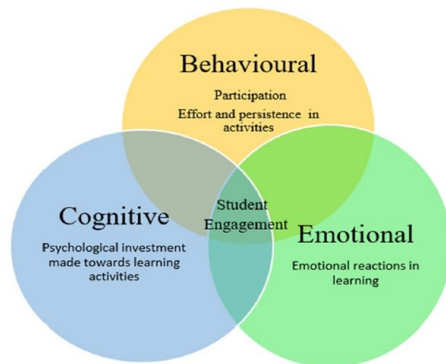 Behavioural
Participation
Effort and persistence in
activities
Student
Engagement
Cognitive
Psychological investment
made towards learning
activities
Emotional
Emotional reactions in
learning